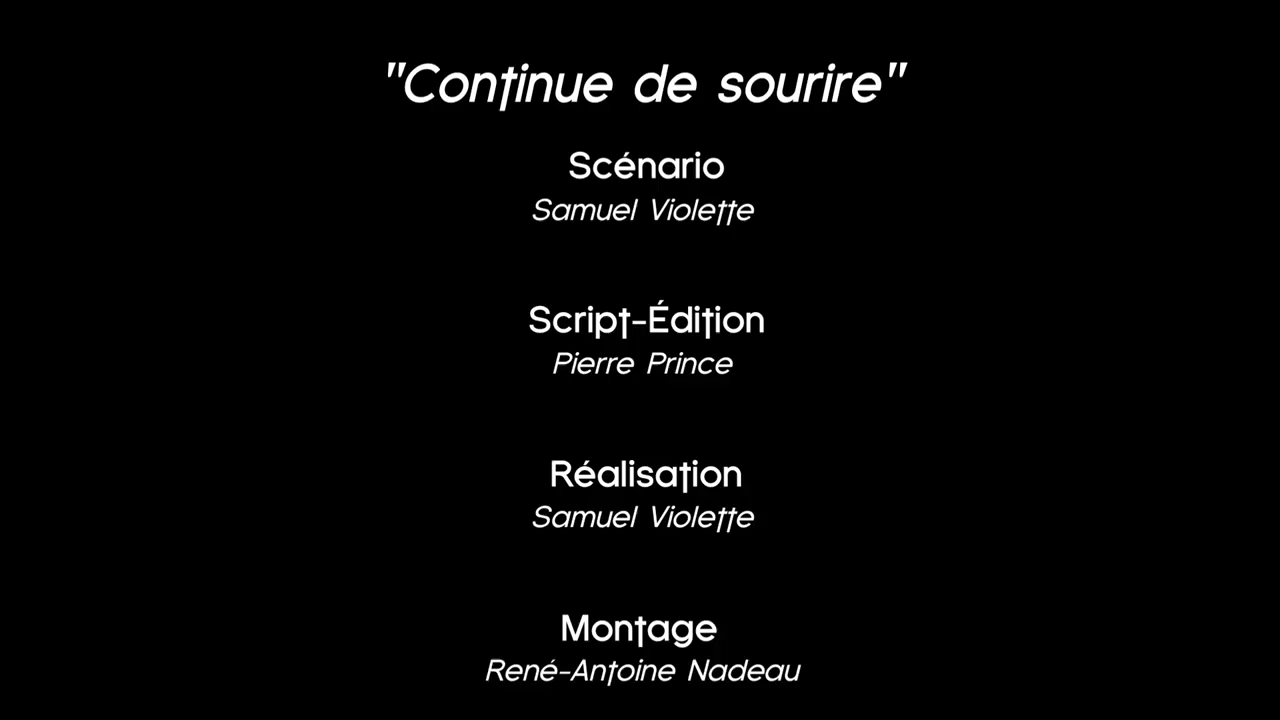 "Continue de sourire"
Scénario
Samuel Violette
Script-Édition
Pierre Prince
Réalisation
Samuel Violette
Montage
René-Antoine Nadeau